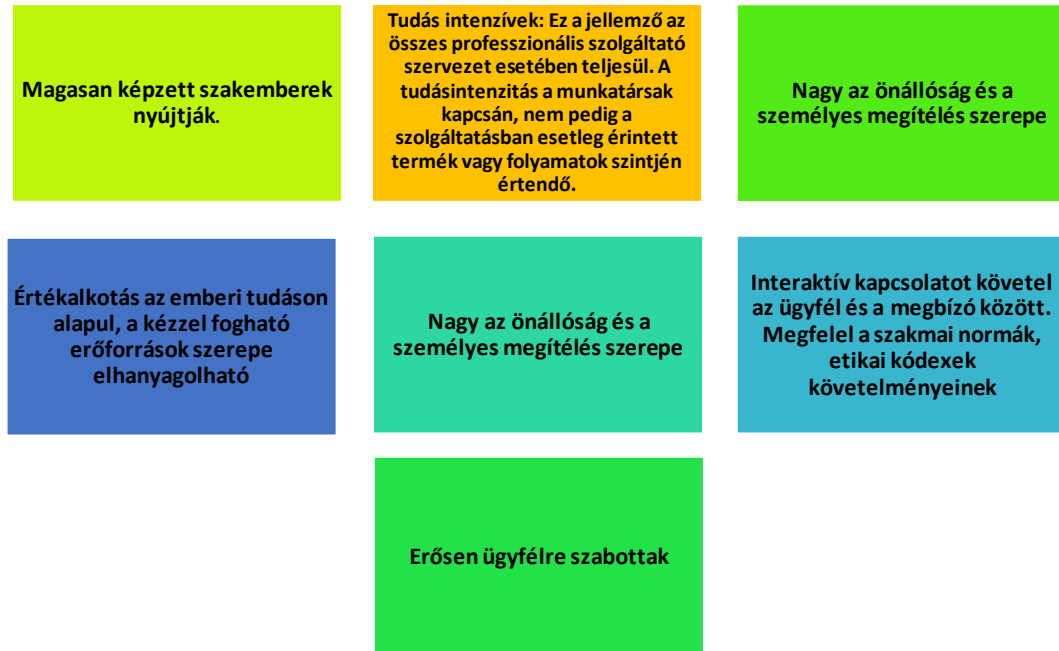 Magasan képzett szakemberek
nyújtják.
Tudás intenzívek: Ez a jellemző az
összes professzionális szolgáltató
szervezet esetében teljesül. A
tudásintenzitás a munkatársak
kapcsán, nem pedig a
szolgáltatásban esetleg érintett
termék vagy folyamatok szintjén
értendő.
Nagy az önállóság és a
személyes megítélés szerepe
Értékalkotás az emberi tudáson
alapul, a kézzel fogható
erőforrások szerepe
elhanyagolható
Nagy az önállóság és a
személyes megítélés szerepe
Interaktív kapcsolatot követel
az ügyfél és a megbízó között.
Megfelel a szakmai normák,
etikai kódexek
követelményeinek
Erősen ügyfélre szabottak